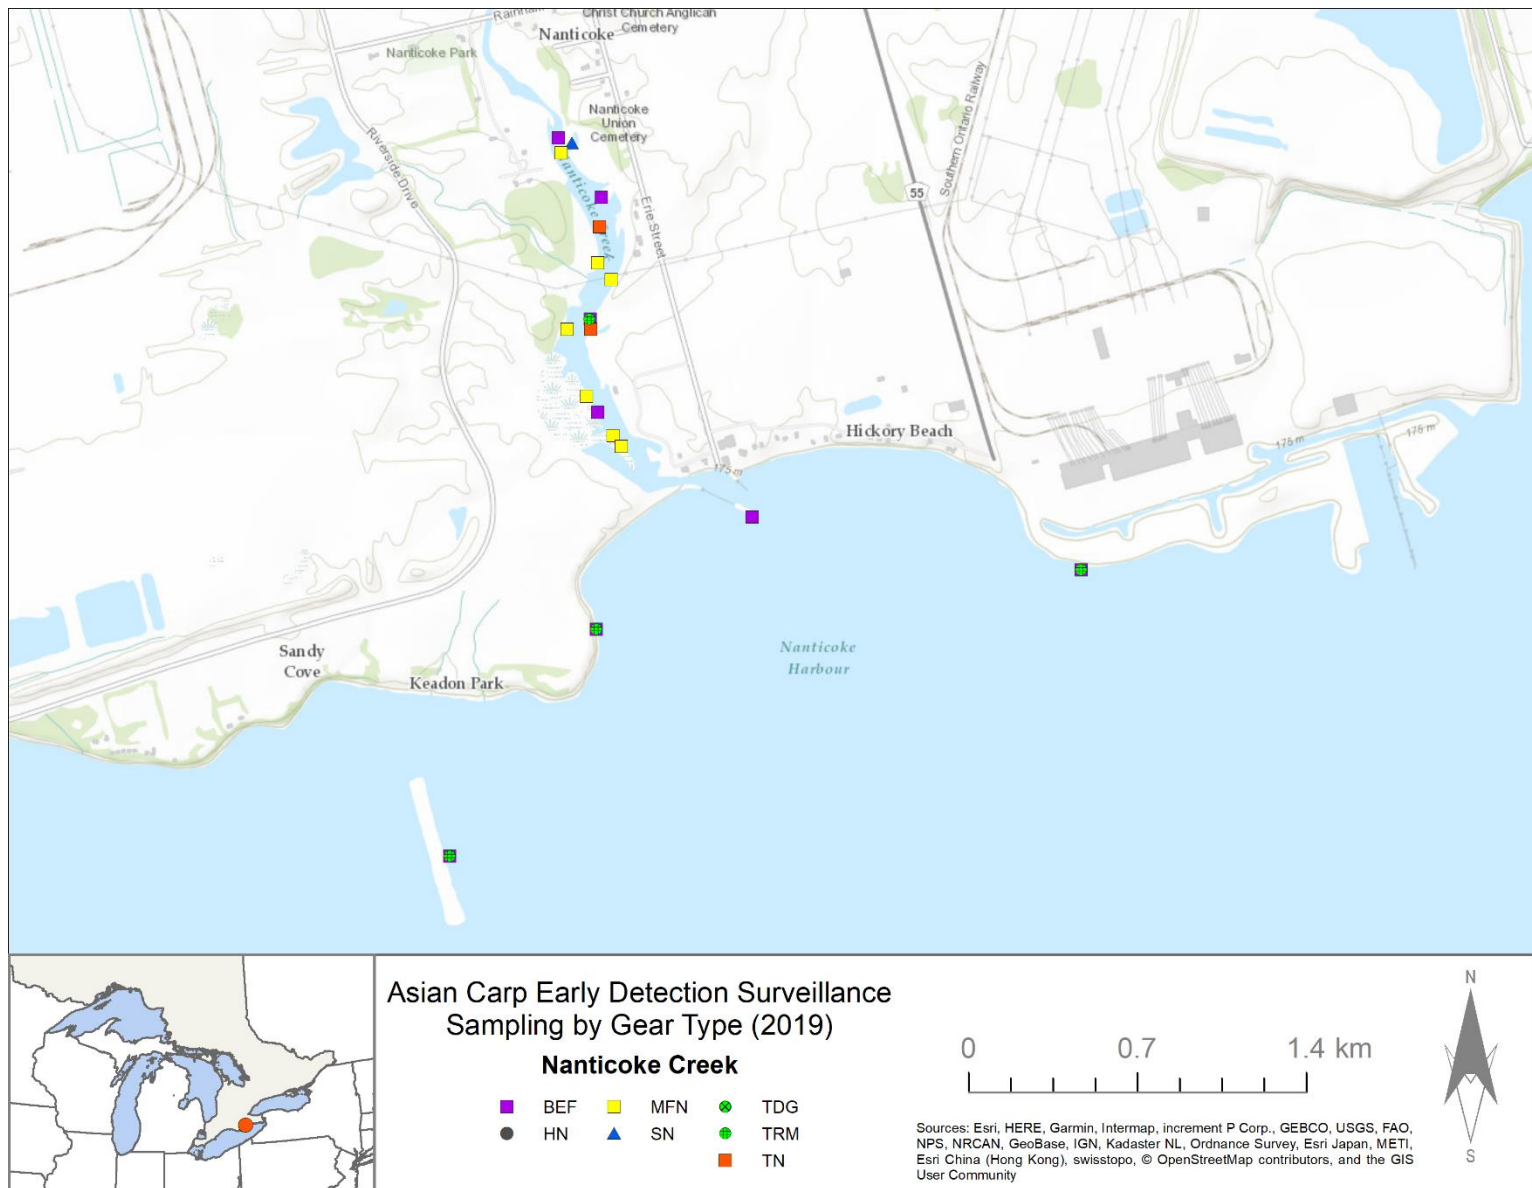 Rainham
Christ Church Anglican
Cemetery
Nanticoke
Nanticoke Park
Nanticoke
Union
Cemetery
Riverside Drive
Nanticoke Creek
Erie Street
55
Southern Ontario Railway
Hickory Beach
175 m
175 m
175 m
Sandy
Cove
Keadon Park
Nanticoke
Harbour
Asian Carp Early Detection Surveillance
Sampling by Gear Type (2019)
Nanticoke Creek
BEF MFN TDG
HN SN TRM
TN
0 0.7 1.4 km
N
S
Sources: Esri, HERE, Garmin, Intermap, increment P Corp., GEBCO, USGS, FAO,
NPS, NRCAN, GeoBase, IGN, Kadaster NL, Ordnance Survey, Esri Japan, METI,
Esri China (Hong Kong), swisstopo, © OpenStreetMap contributors, and the GIS
User Community